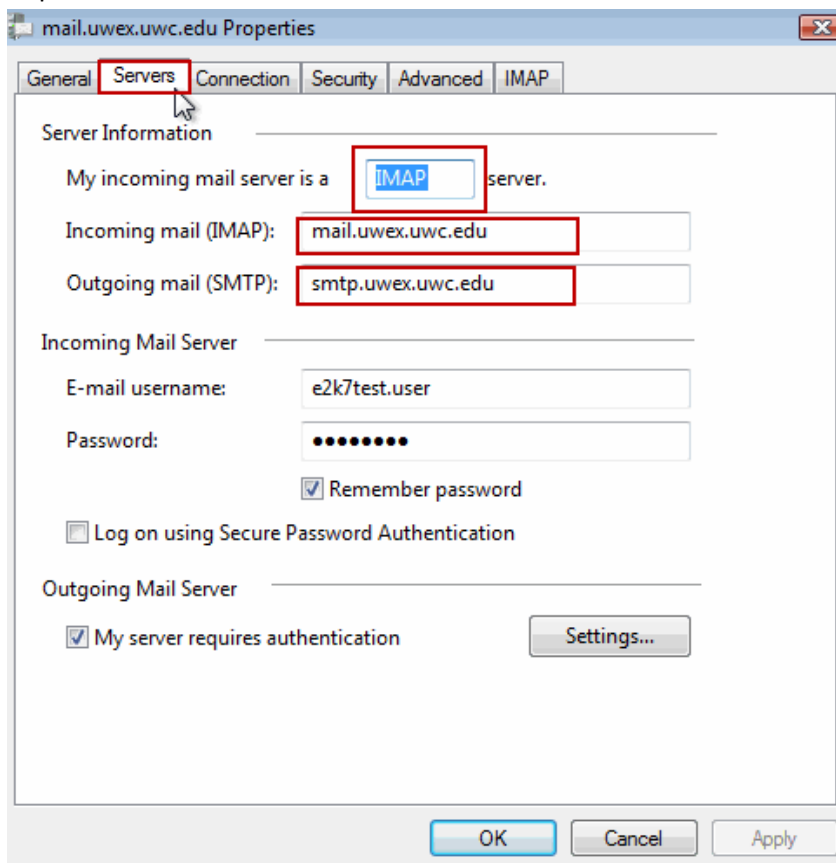 mail.uwex.uwc.edu Properties
General Servers Connection Security Advanced IMAP
Server Information
My incoming mail server is a IMAP server.
Incoming mail (IMAP): mail.uwex.uwc.edu
Outgoing mail (SMTP): smtp.uwex.uwc.edu
Incoming Mail Server
E-mail username: e2k7test.user
Password: ●●●●●●●●
Remember password
Log on using Secure Password Authentication
Outgoing Mail Server
My server requires authentication Settings...
OK Cancel Apply